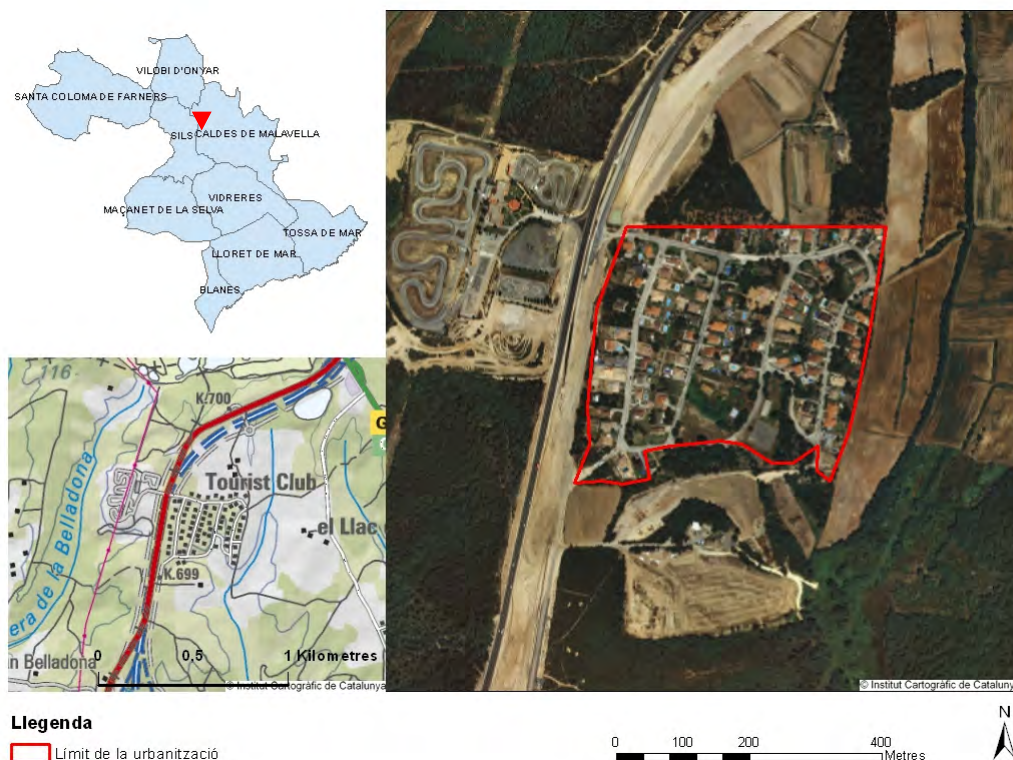 VILOBI D'ONYAR
SANTA COLOMA DE FARNERS
SILS
CALDES DE MALAVELLA
VIDRERES
MAÇANET DE LA SELVA
TOSSA DE MAR
LLORET DE MAR
BLANES
116
K.700
G
Tourist Club
el Llac
era de la Belladona
K.699
n Belladona
0 0,5 1 Kilometres
© Institut Cartogràfic de Catalunya
© Institut Cartogràfic de Cataluny
Llegenda
Límit de la urbanització
0 100 200 400
Metres
N